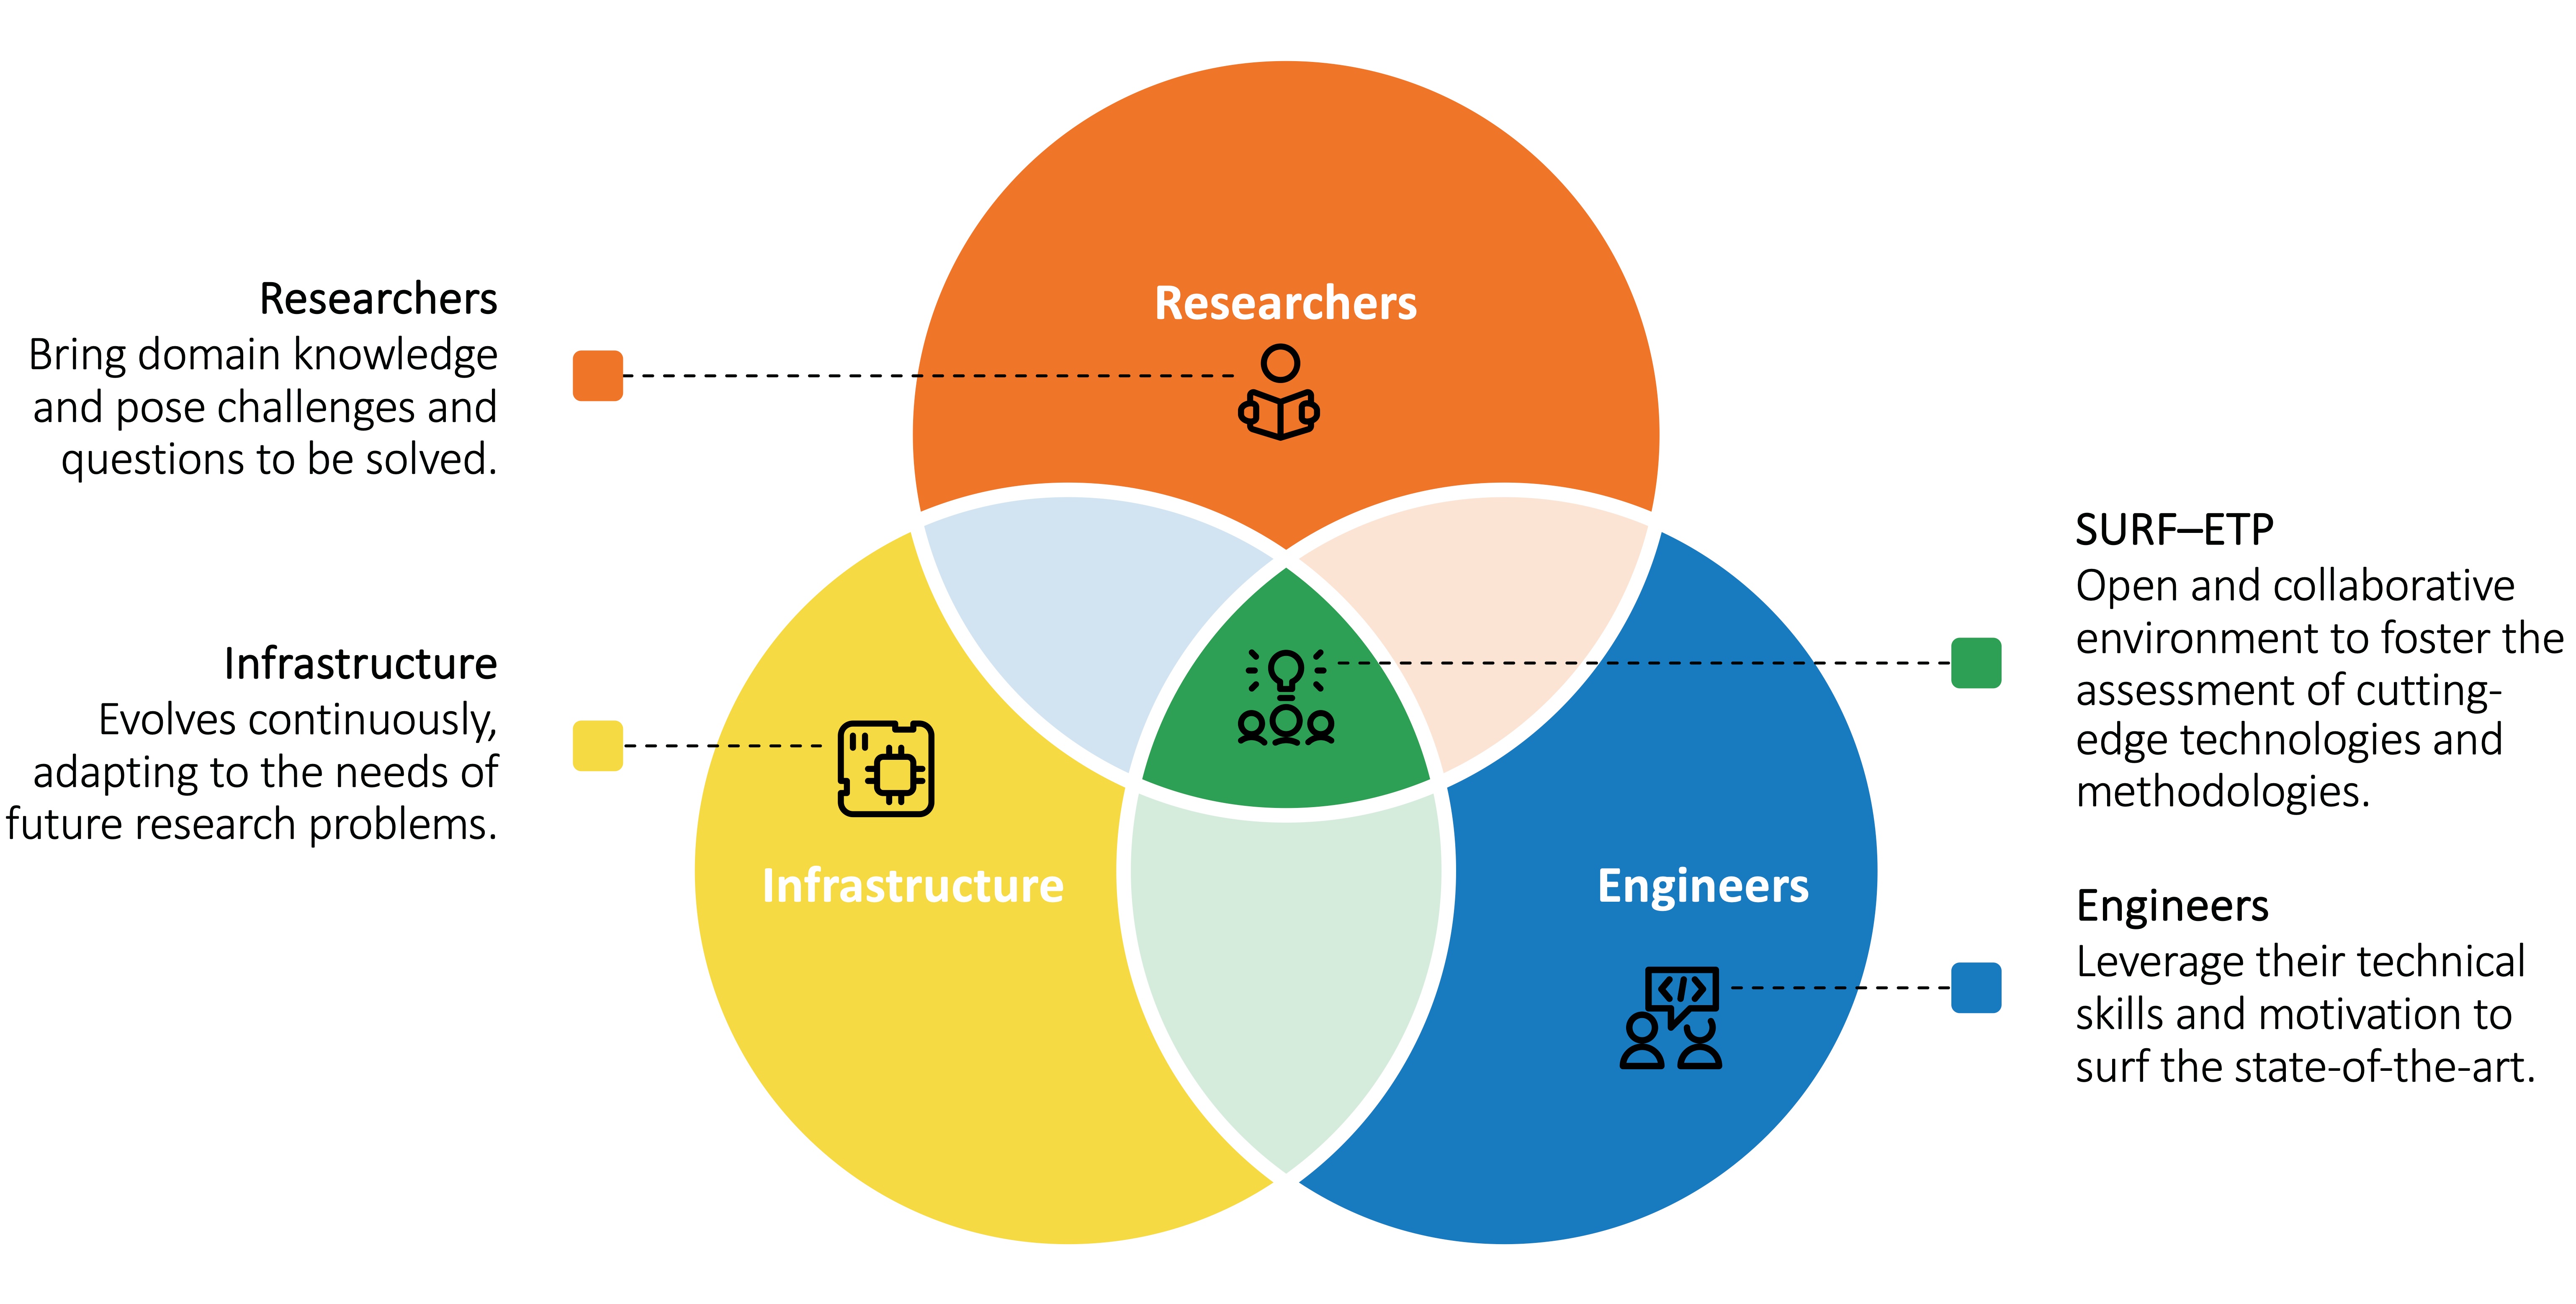 Researchers
Bring domain knowledge
and pose challenges and
questions to be solved.
Infrastructure
Evolves continuously,
adapting to the needs of
future research problems.
Researchers
Infrastructure
Engineers
</>
SURF–ETP
Open and collaborative
environment to foster the
assessment of cutting-
edge technologies and
methodologies.
Engineers
Leverage their technical
skills and motivation to
surf the state-of-the-art.